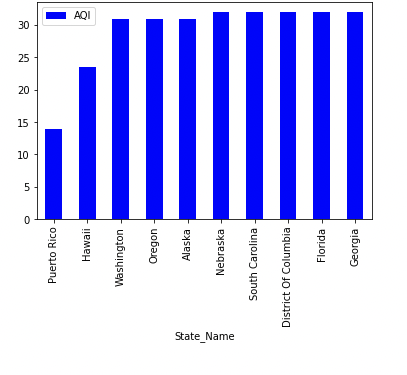 AQI
30
25
20
15
10
5
0
Puerto Rico
Hawaii
Washington
Oregon
Alaska
Nebraska
South Carolina
District Of Columbia
Florida
Georgia
State_Name